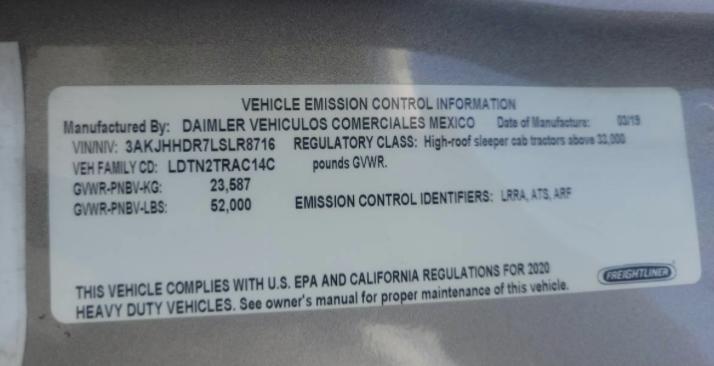 VEHICLE EMISSION CONTROL INFORMATION
Manufactured By: DAIMLER VEHICULOS COMERCIALES MEXICO Date of Manufacture: 03/19
VIN/NIV: 3AKJHHDR7LSLR8716 REGULATORY CLASS: High-roof sleeper cab tractors above 33,000
VEH FAMILY CD: LDTN2TRAC14C pounds GVWR.
GVWR-PNBV-KG: 23,587
GVWR-PNBV-LBS: 52,000 EMISSION CONTROL IDENTIFIERS: LRRA, ATS, ARF
THIS VEHICLE COMPLIES WITH U.S. EPA AND CALIFORNIA REGULATIONS FOR 2020
HEAVY DUTY VEHICLES. See owner's manual for proper maintenance of this vehicle.
FREIGHTLINER